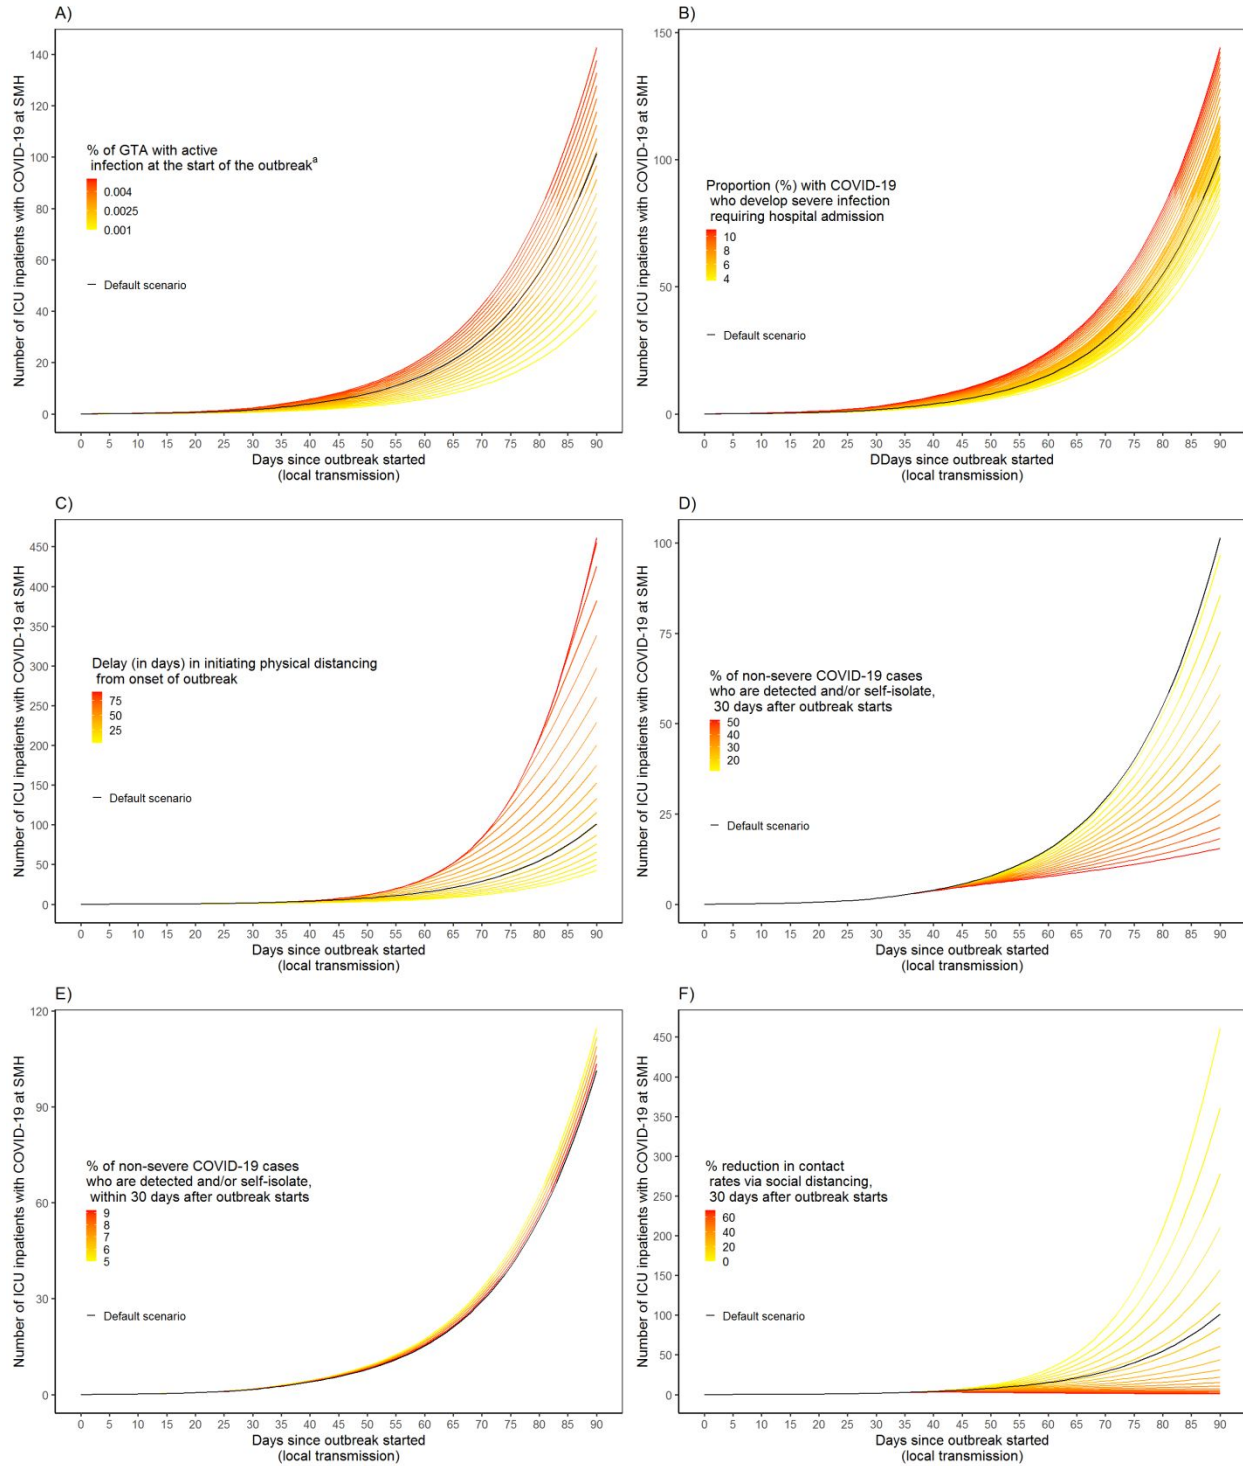 A)
Number of ICU inpatients with COVID-19 at SMH
140
120
100
80
60
40
20
0
% of GTA with active
infection at the start of the outbreakᵃ
0.004
0.0025
0.001
Default scenario
0 5 10 15 20 25 30 35 40 45 50 55 60 65 70 75 80 85 90
Days since outbreak started
(local transmission)
B)
Number of ICU inpatients with COVID-19 at SMH
150
100
50
0
Proportion (%) with COVID-19
who develop severe infection
requiring hospital admission
10
8
6
4
Default scenario
0 5 10 15 20 25 30 35 40 45 50 55 60 65 70 75 80 85 90
DDays since outbreak started
(local transmission)
C)
Number of ICU inpatients with COVID-19 at SMH
450
400
350
300
250
200
150
100
50
0
Delay (in days) in initiating physical distancing
from onset of outbreak
75
50
25
Default scenario
0 5 10 15 20 25 30 35 40 45 50 55 60 65 70 75 80 85 90
Days since outbreak started
(local transmission)
D)
Number of ICU inpatients with COVID-19 at SMH
100
75
50
25
0
% of non-severe COVID-19 cases
who are detected and/or self-isolate,
30 days after outbreak starts
50
40
30
20
Default scenario
0 5 10 15 20 25 30 35 40 45 50 55 60 65 70 75 80 85 90
Days since outbreak started
(local transmission)
E)
Number of ICU inpatients with COVID-19 at SMH
120
90
60
30
0
% of non-severe COVID-19 cases
who are detected and/or self-isolate,
within 30 days after outbreak starts
9
8
7
6
5
Default scenario
0 5 10 15 20 25 30 35 40 45 50 55 60 65 70 75 80 85 90
Days since outbreak started
(local transmission)
F)
Number of ICU inpatients with COVID-19 at SMH
450
400
350
300
250
200
150
100
50
0
% reduction in contact
rates via social distancing,
30 days after outbreak starts
60
40
20
0
Default scenario
0 5 10 15 20 25 30 35 40 45 50 55 60 65 70 75 80 85 90
Days since outbreak started
(local transmission)